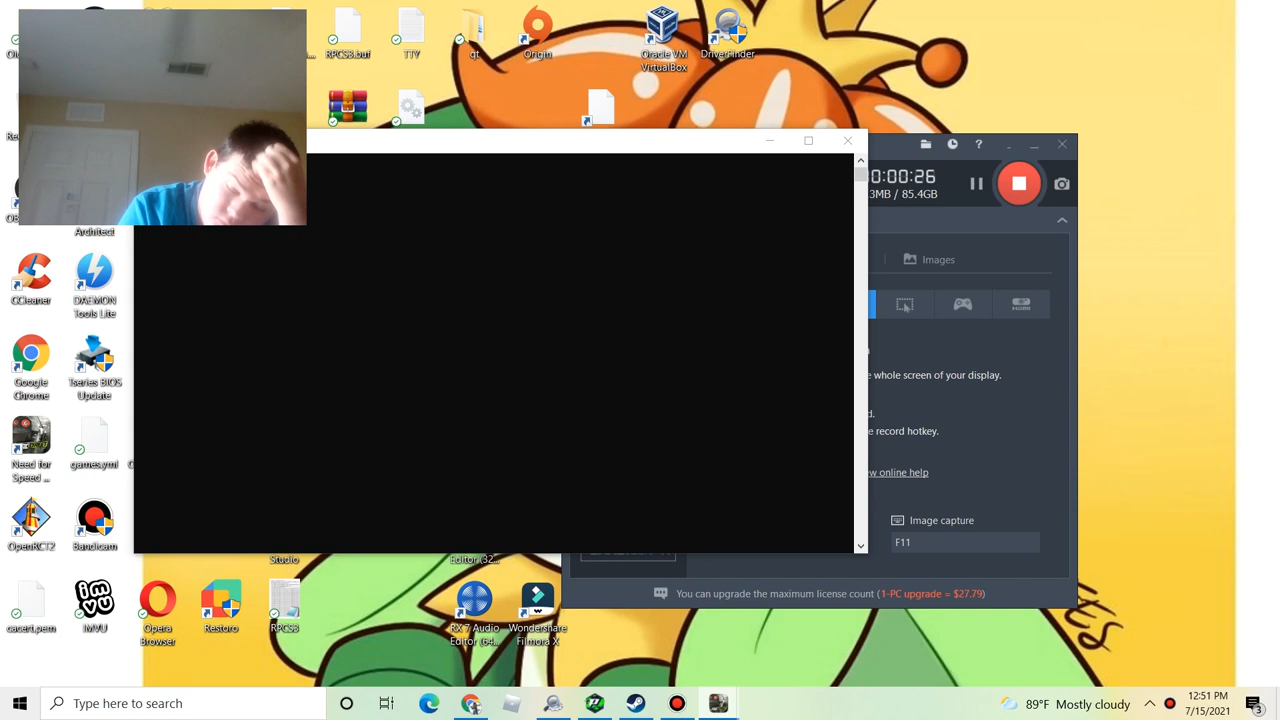 RPCS3.buf
TTY
qt
Origin
Oracle VM
VirtualBox
DriverFinder
0:00:26
3MB / 85.4GB
Images
Architect
CCleaner
DAEMON
Tools Lite
whole screen of your display.
d.
record hotkey.
online help
Google
Chrome
Tseries BIOS
Update
Need for
Speed ...
games.yml
Image capture
F11
OpenRCT2
Bandicam
Studio
Editor (32...
You can upgrade the maximum license count (1-PC upgrade = $27.79)
cacert.pem
IMVU
Opera
Browser
Restoro
RPCS3
RX 7 Audio
Editor (64...
Wondershare
Filmora X
Type here to search
89°F Mostly cloudy
12:51 PM
7/15/2021
3